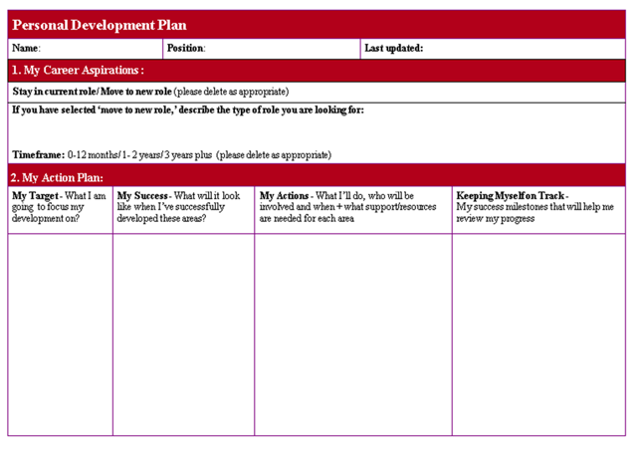 Personal Development Plan
Name:
Position:
Last updated:
1. My Career Aspirations :
Stay in current role/ Move to new role (please delete as appropriate)
If you have selected ‘move to new role,’ describe the type of role you are looking for:
Timeframe: 0-12 months/ 1- 2 years/ 3 years plus (please delete as appropriate)
2. My Action Plan:
My Target - What I am
going to focus my
development on?
My Success - What will it look
like when I’ve successfully
developed these areas?
My Actions - What I’ll do, who will be
involved and when + what support/resources
are needed for each area
Keeping Myself on Track -
My success milestones that will help me
review my progress